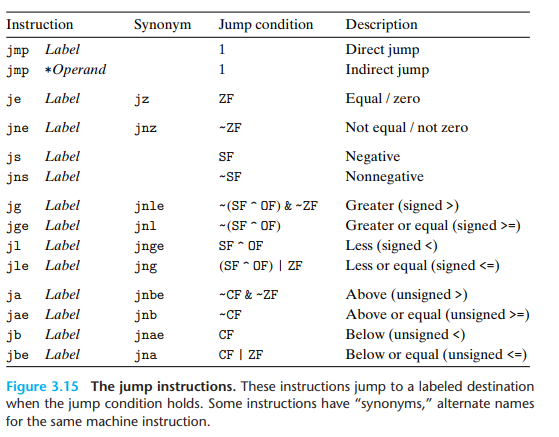 Instruction Synonym Jump condition Description
jmp Label 1 Direct jump
jmp *Operand 1 Indirect jump
je Label jz ZF Equal / zero
jne Label jnz ~ZF Not equal / not zero
js Label SF Negative
jns Label ~SF Nonnegative
jg Label jnle ~(SF ^ OF) & ~ZF Greater (signed >)
jge Label jnl ~(SF ^ OF) Greater or equal (signed >=)
jl Label jnge SF ^ OF Less (signed <)
jle Label jng (SF ^ OF) | ZF Less or equal (signed <=)
ja Label jnbe ~CF & ~ZF Above (unsigned >)
jae Label jnb ~CF Above or equal (unsigned >=)
jb Label jnae CF Below (unsigned <)
jbe Label jna CF | ZF Below or equal (unsigned <=)
Figure 3.15 The jump instructions. These instructions jump to a labeled destination
when the jump condition holds. Some instructions have “synonyms,” alternate names
for the same machine instruction.